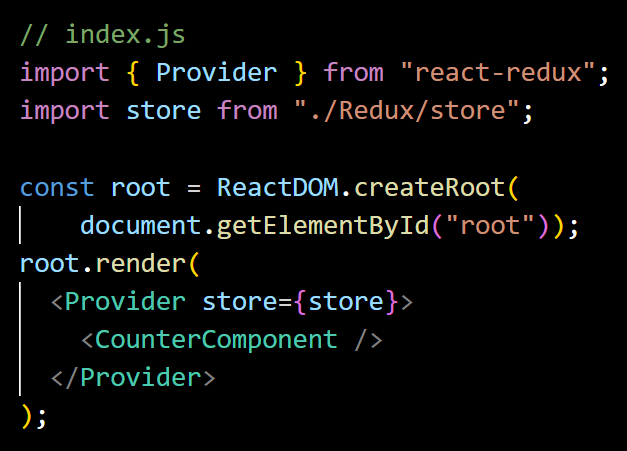 // index.js
import { Provider } from "react-redux";
import store from "./Redux/store";
const root = ReactDOM.createRoot(
document.getElementById("root"));
root.render(
<Provider store={store}>
<CounterComponent />
</Provider>
);